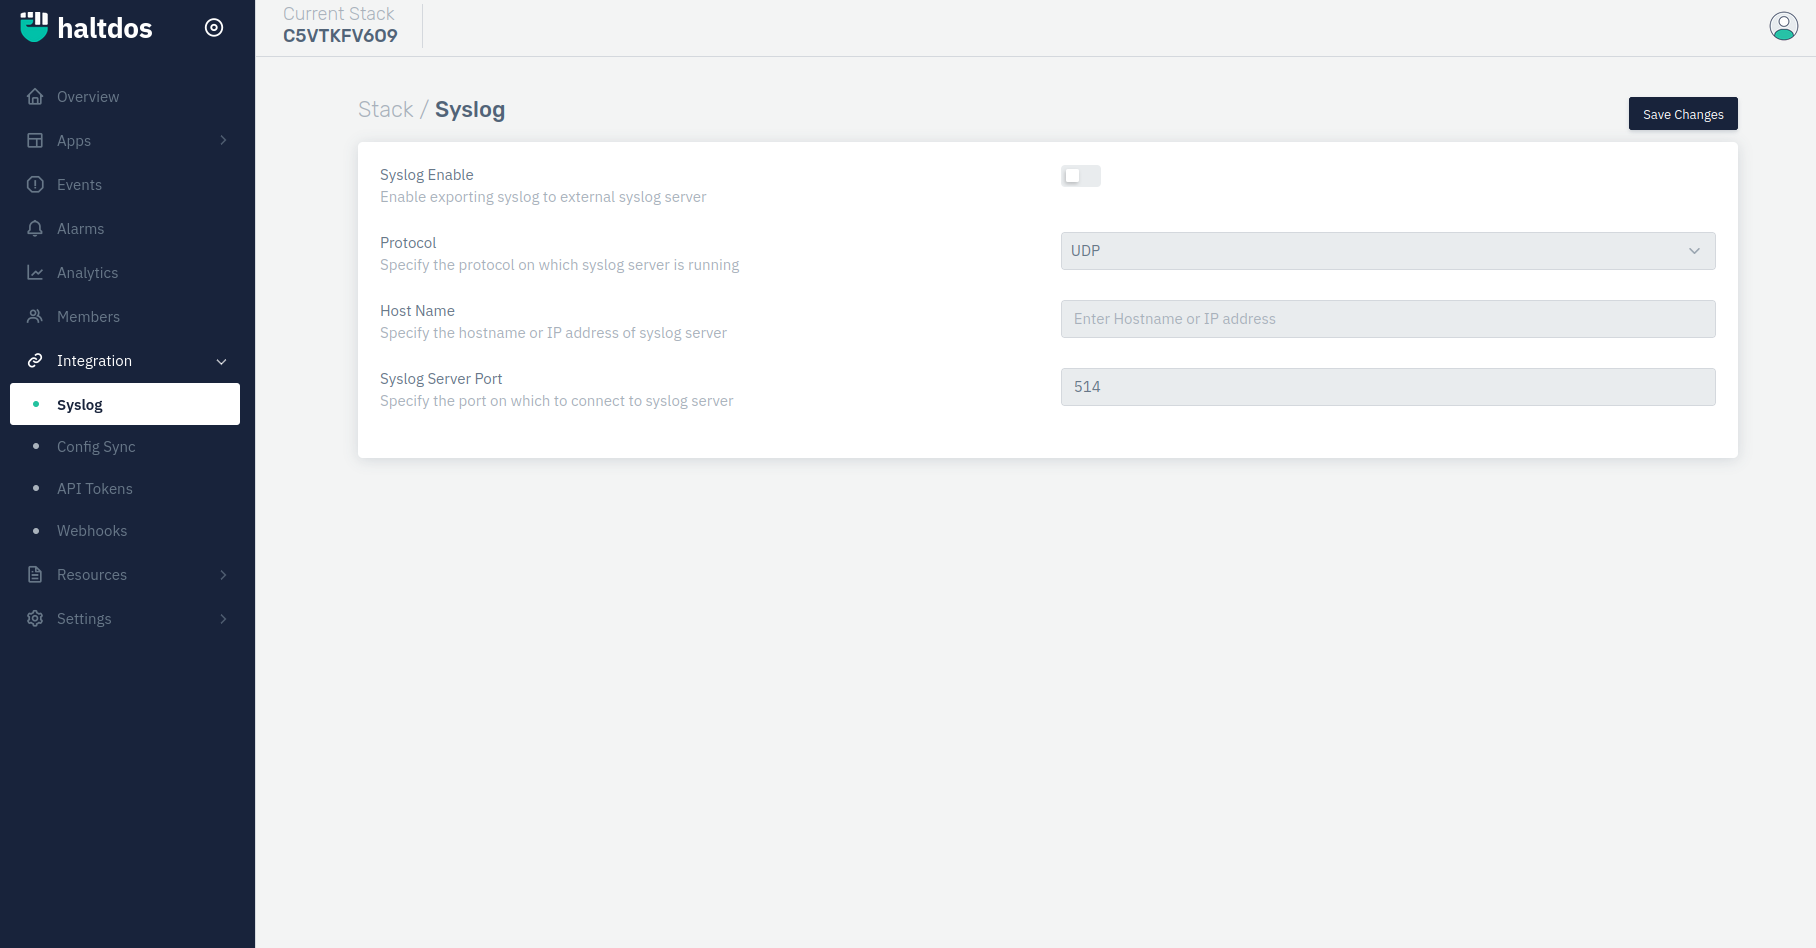 haltdos
Current Stack
C5VTKFV6O9
Overview
Apps
Events
Alarms
Analytics
Members
Integration
Syslog
Config Sync
API Tokens
Webhooks
Resources
Settings
Stack / Syslog
Save Changes
Syslog Enable
Enable exporting syslog to external syslog server
Protocol
Specify the protocol on which syslog server is running
UDP
Host Name
Specify the hostname or IP address of syslog server
Enter Hostname or IP address
Syslog Server Port
Specify the port on which to connect to syslog server
514